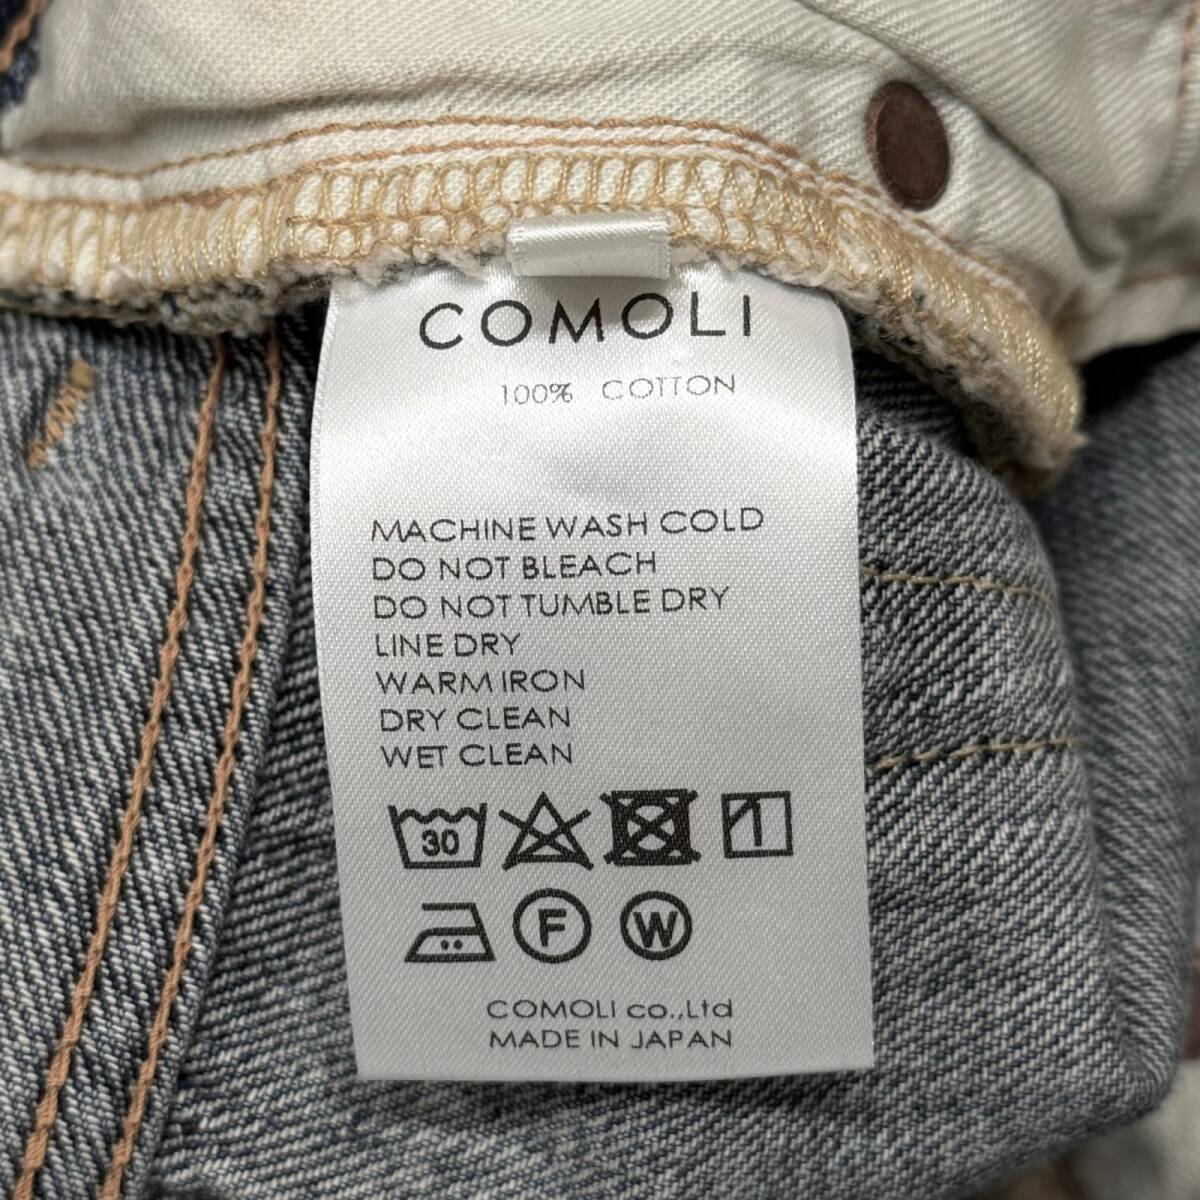 COMOLI
100% COTTON
MACHINE WASH COLD
DO NOT BLEACH
DO NOT TUMBLE DRY
LINE DRY
WARM IRON
DRY CLEAN
WET CLEAN
30
F W
COMOLI co.,Ltd
MADE IN JAPAN